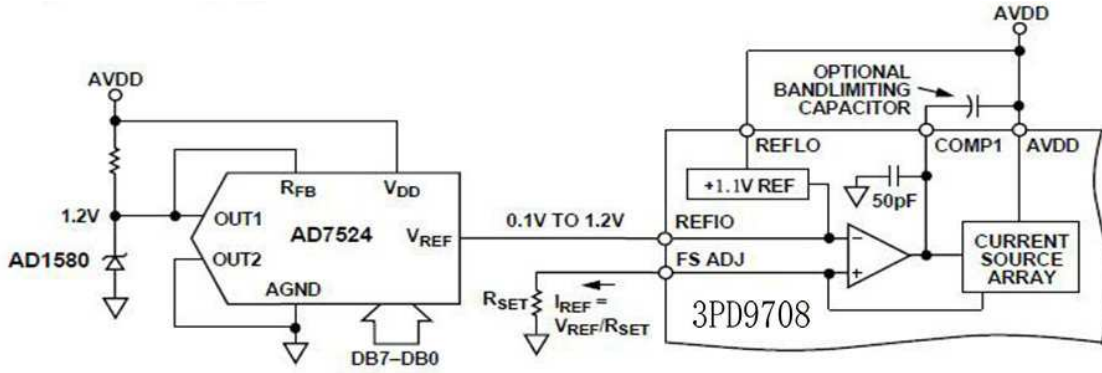 AVDD
OPTIONAL
BANDLIMITING
CAPACITOR
AVDD
REFLO
COMP1
AVDD
RFB
VDD
+1.1V REF
50pF
1.2V
OUT1
AD7524
VREF
0.1V TO 1.2V
REFIO
−
AD1580
OUT2
FS ADJ
+
CURRENT
SOURCE
ARRAY
AGND
RSET
IREF =
VREF/RSET
3PD9708
DB7–DB0